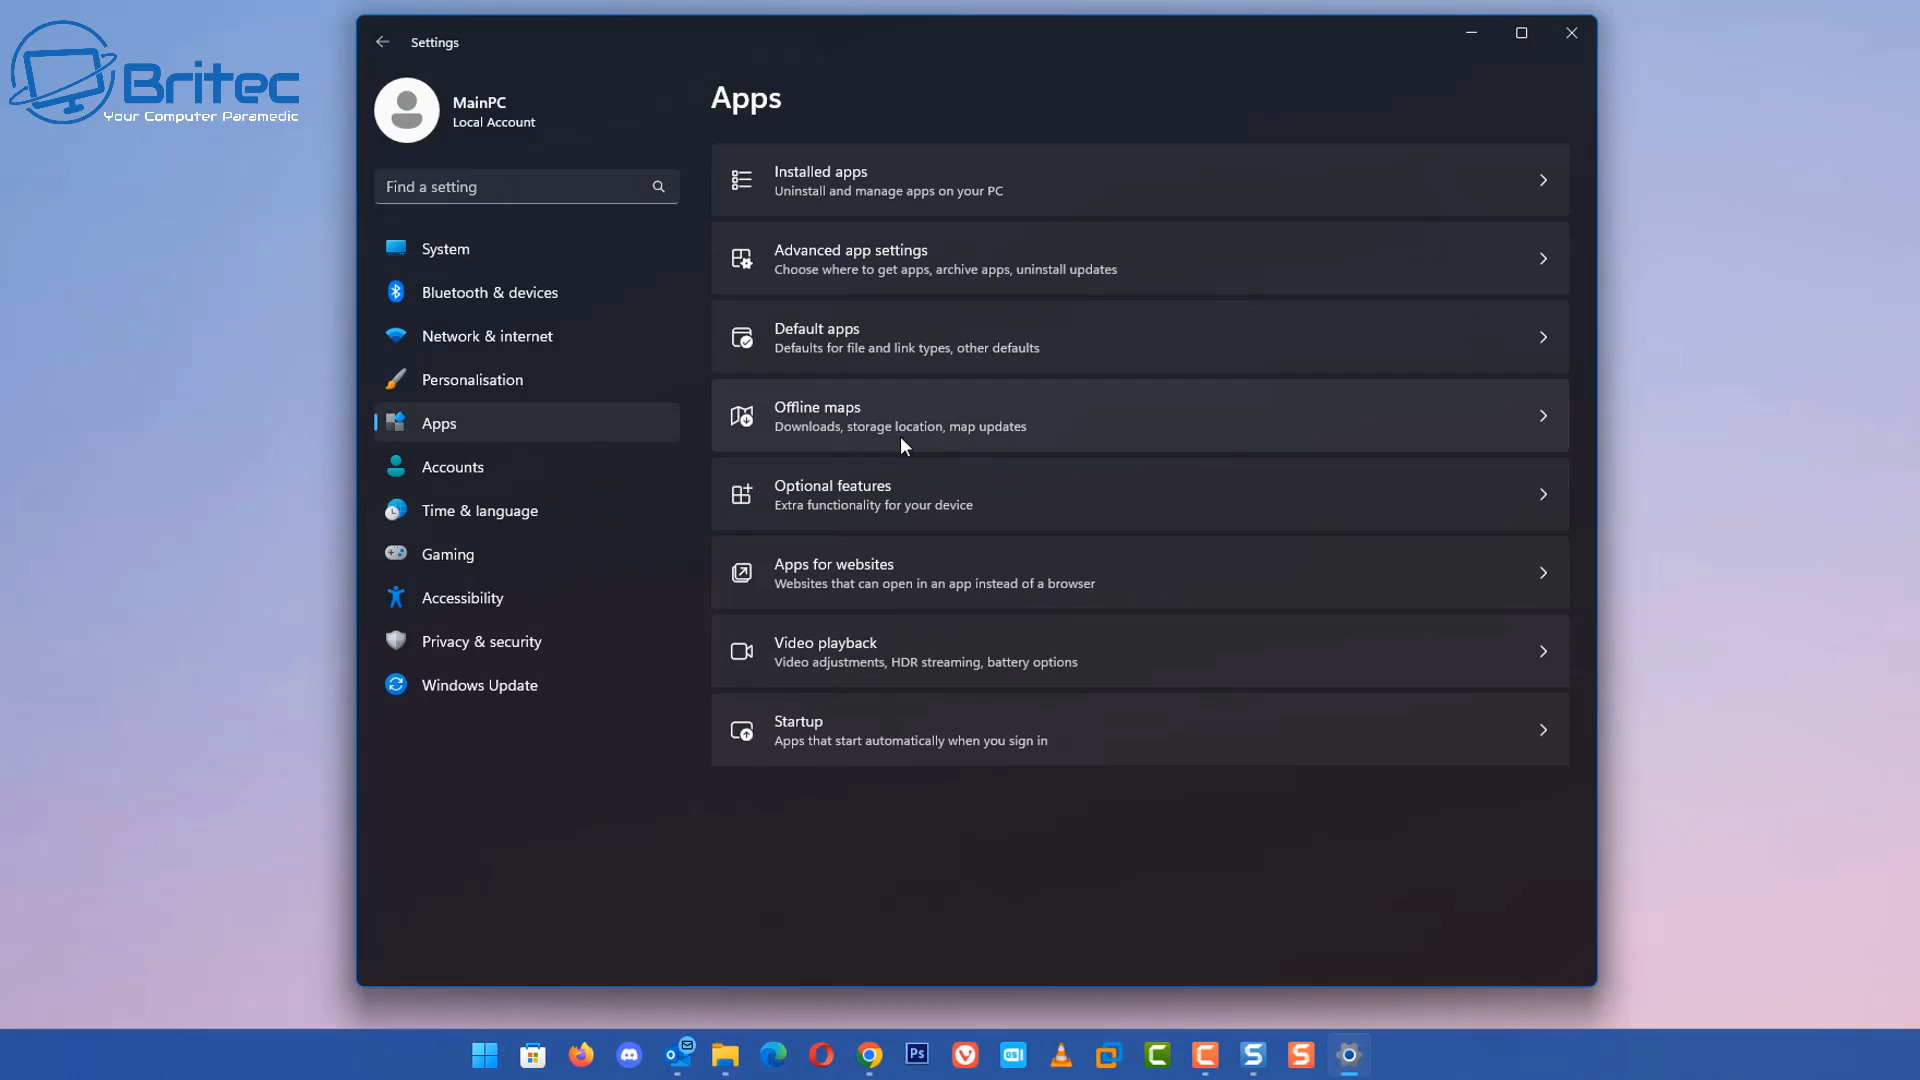 Britec
Your Computer Paramedic
Settings
MainPC
Local Account
Find a setting
System
Bluetooth & devices
Network & internet
Personalisation
Apps
Accounts
Time & language
Gaming
Accessibility
Privacy & security
Windows Update
Apps
Installed apps
Uninstall and manage apps on your PC
Advanced app settings
Choose where to get apps, archive apps, uninstall updates
Default apps
Defaults for file and link types, other defaults
Offline maps
Downloads, storage location, map updates
Optional features
Extra functionality for your device
Apps for websites
Websites that can open in an app instead of a browser
Video playback
Video adjustments, HDR streaming, battery options
Startup
Apps that start automatically when you sign in
Ps